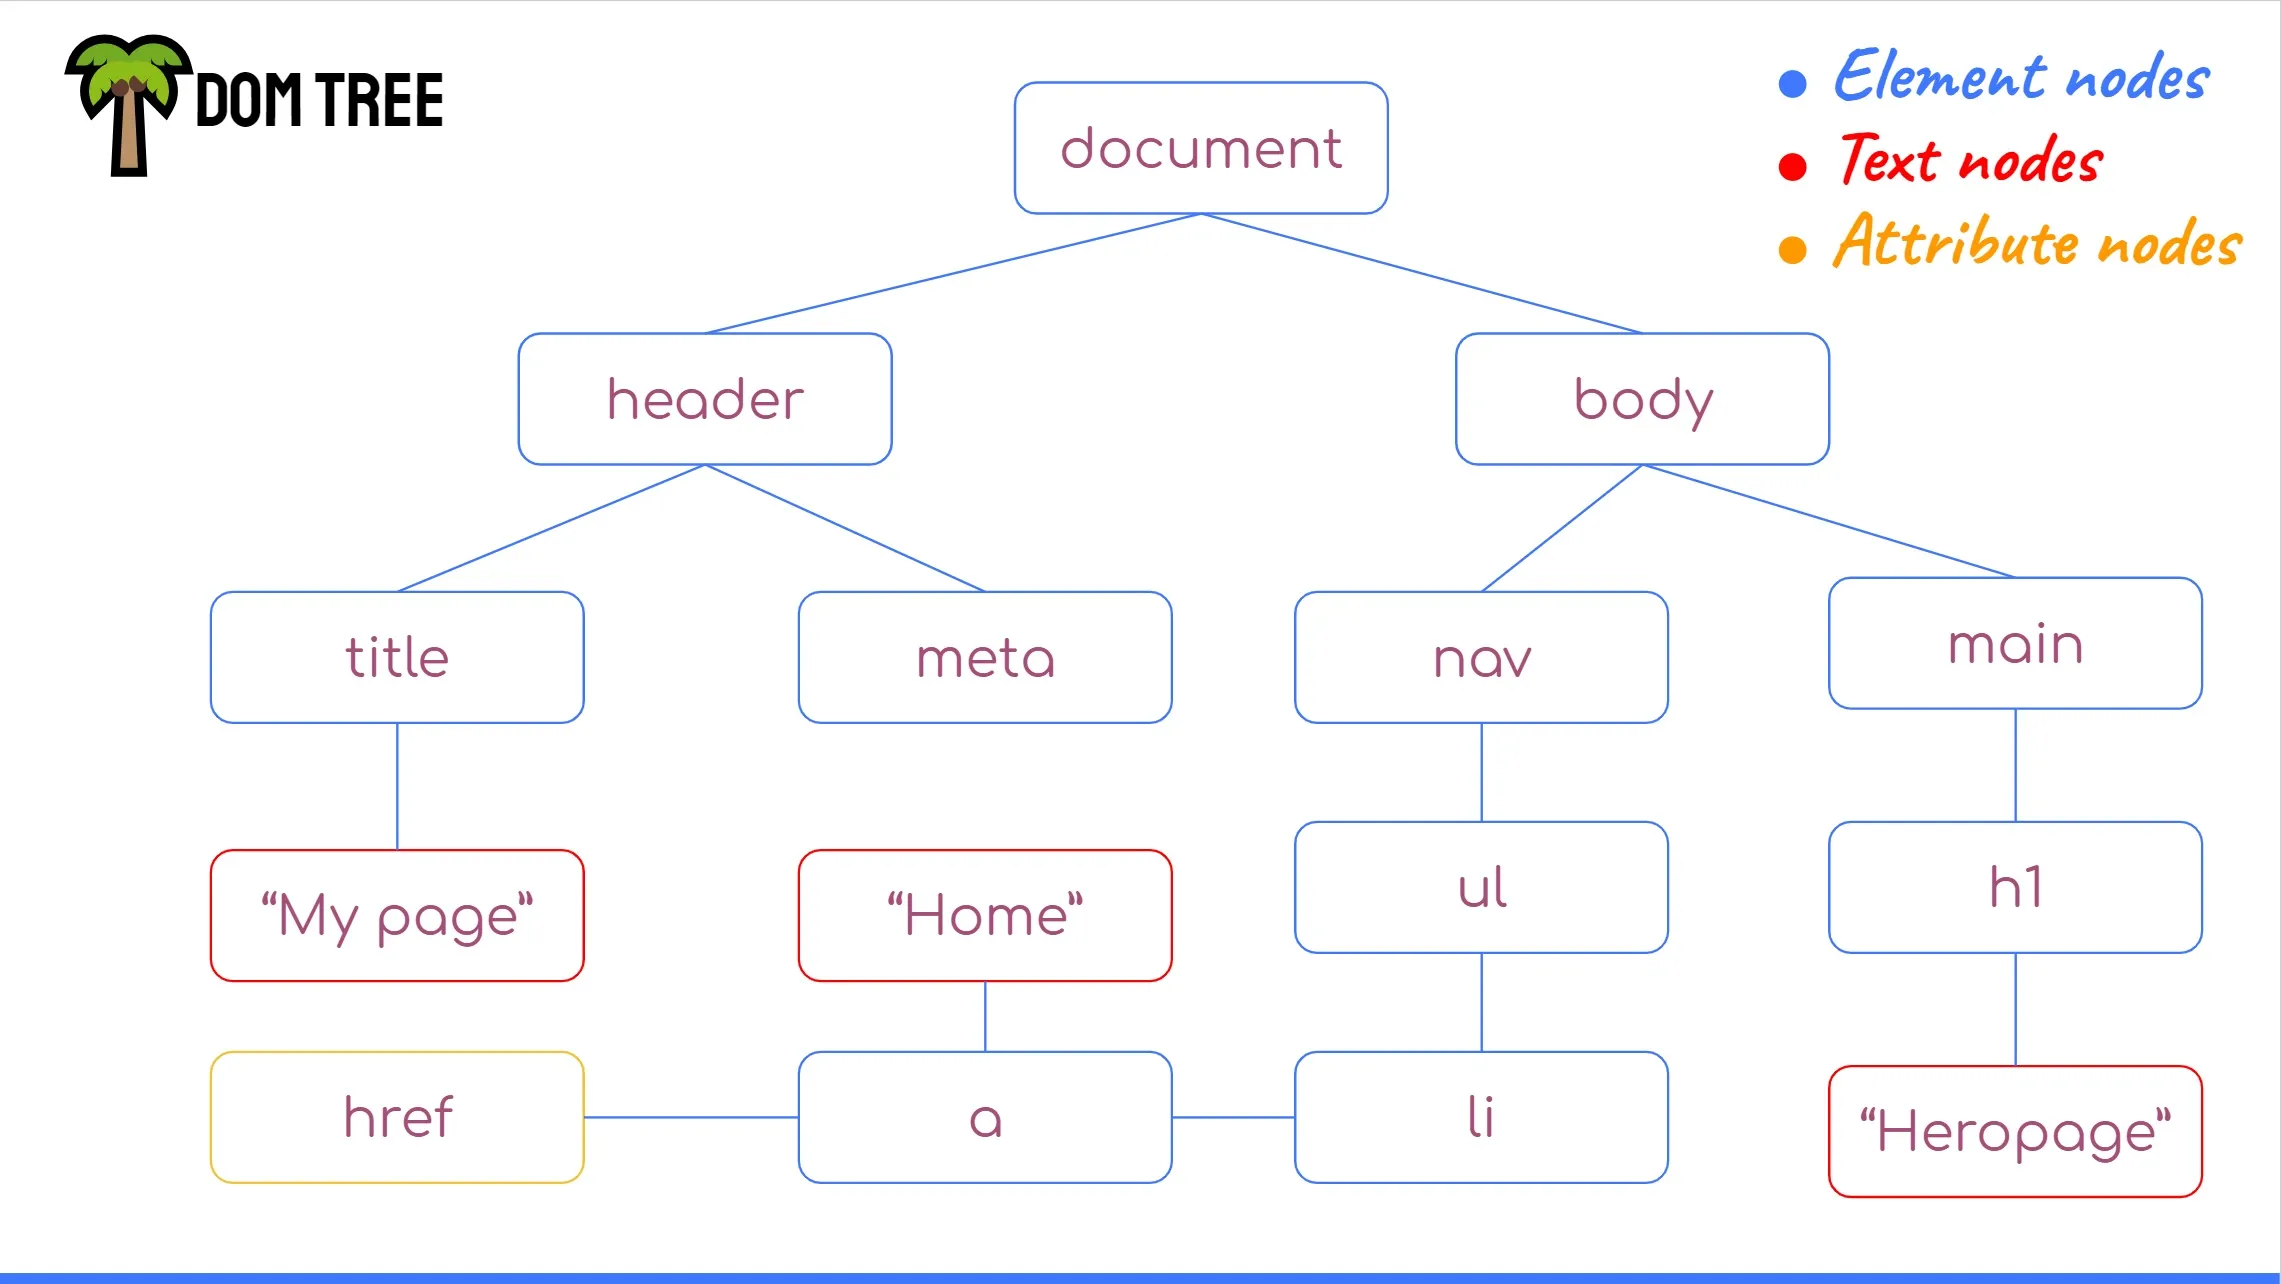 DOM TREE
Element nodes
Text nodes
Attribute nodes
document
header
body
title
meta
nav
main
“My page”
“Home”
ul
h1
href
a
li
“Heropage”